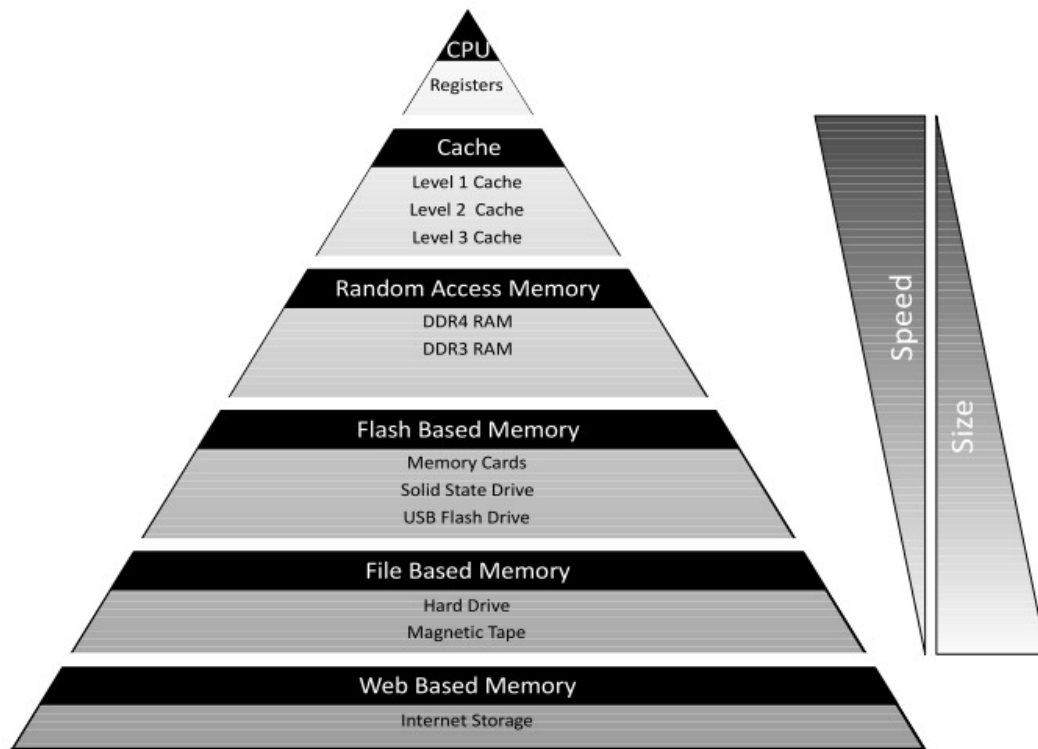 CPU
Registers
Cache
Level 1 Cache
Level 2 Cache
Level 3 Cache
Random Access Memory
DDR4 RAM
DDR3 RAM
Flash Based Memory
Memory Cards
Solid State Drive
USB Flash Drive
File Based Memory
Hard Drive
Magnetic Tape
Web Based Memory
Internet Storage
Speed
Size